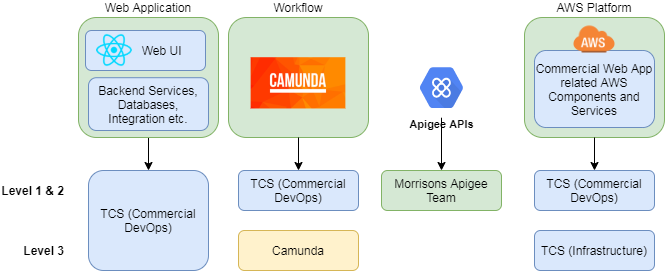 Web Application
Workflow
AWS Platform
Web UI
Backend Services,
Databases,
Integration etc.
CAMUNDA
Apigee APIs
AWS
Commercial Web App
related AWS
Components and
Services
Level 1 & 2
TCS (Commercial
DevOps)
TCS (Commercial
DevOps)
Morrisons Apigee
Team
TCS (Commercial
DevOps)
Level 3
Camunda
TCS (Infrastructure)